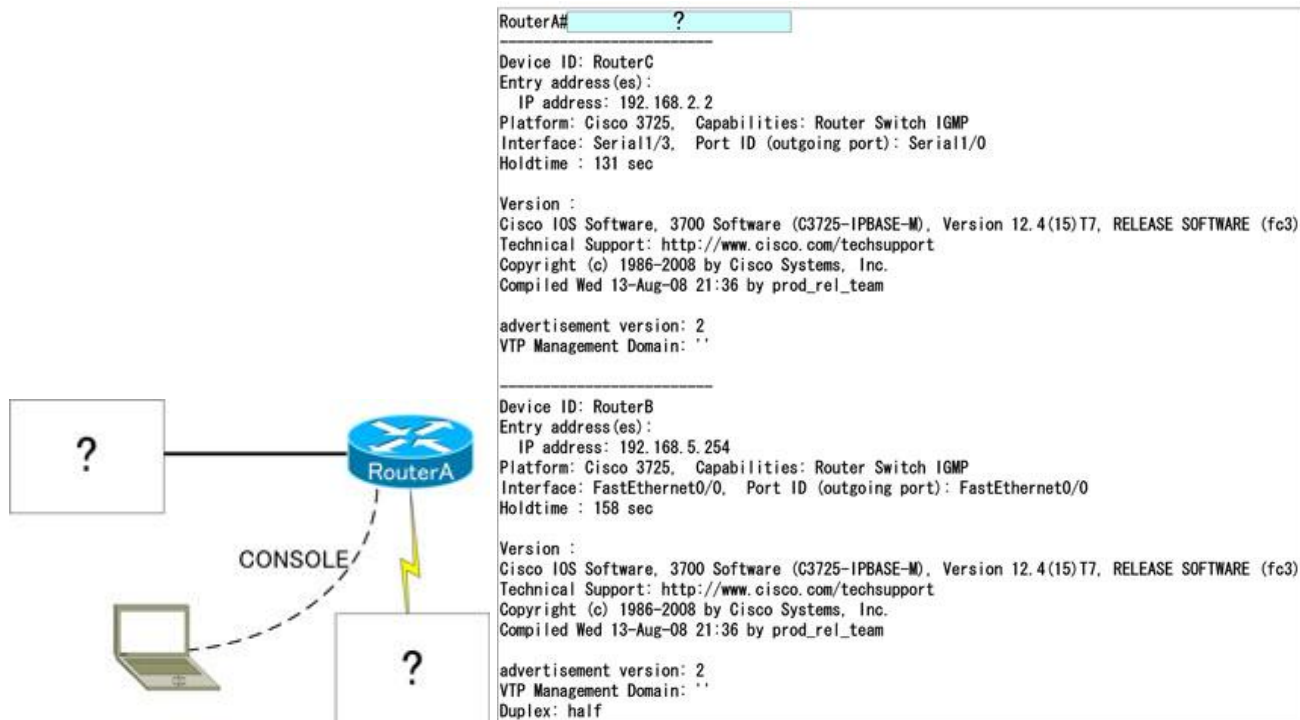 RouterA# ?
-------------------------
Device ID: RouterC
Entry address(es):
  IP address: 192.168.2.2
Platform: Cisco 3725,  Capabilities: Router Switch IGMP
Interface: Serial1/3,  Port ID (outgoing port): Serial1/0
Holdtime : 131 sec

Version :
Cisco IOS Software, 3700 Software (C3725-IPBASE-M), Version 12.4(15)T7, RELEASE SOFTWARE (fc3)
Technical Support: http://www.cisco.com/techsupport
Copyright (c) 1986-2008 by Cisco Systems, Inc.
Compiled Wed 13-Aug-08 21:36 by prod_rel_team

advertisement version: 2
VTP Management Domain: ''

-------------------------
Device ID: RouterB
Entry address(es):
  IP address: 192.168.5.254
Platform: Cisco 3725,  Capabilities: Router Switch IGMP
Interface: FastEthernet0/0,  Port ID (outgoing port): FastEthernet0/0
Holdtime : 158 sec

Version :
Cisco IOS Software, 3700 Software (C3725-IPBASE-M), Version 12.4(15)T7, RELEASE SOFTWARE (fc3)
Technical Support: http://www.cisco.com/techsupport
Copyright (c) 1986-2008 by Cisco Systems, Inc.
Compiled Wed 13-Aug-08 21:36 by prod_rel_team

advertisement version: 2
VTP Management Domain: ''
Duplex: half
?
RouterA
CONSOLE
?